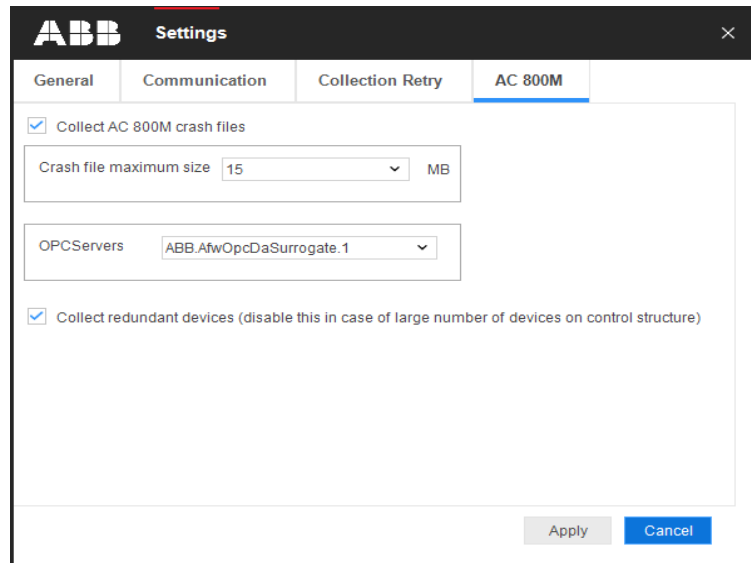 ABB Settings
General Communication Collection Retry AC 800M
Collect AC 800M crash files
Crash file maximum size 15 MB
OPCServers ABB.AfwOpcDaSurrogate.1
Collect redundant devices (disable this in case of large number of devices on control structure)
Apply Cancel